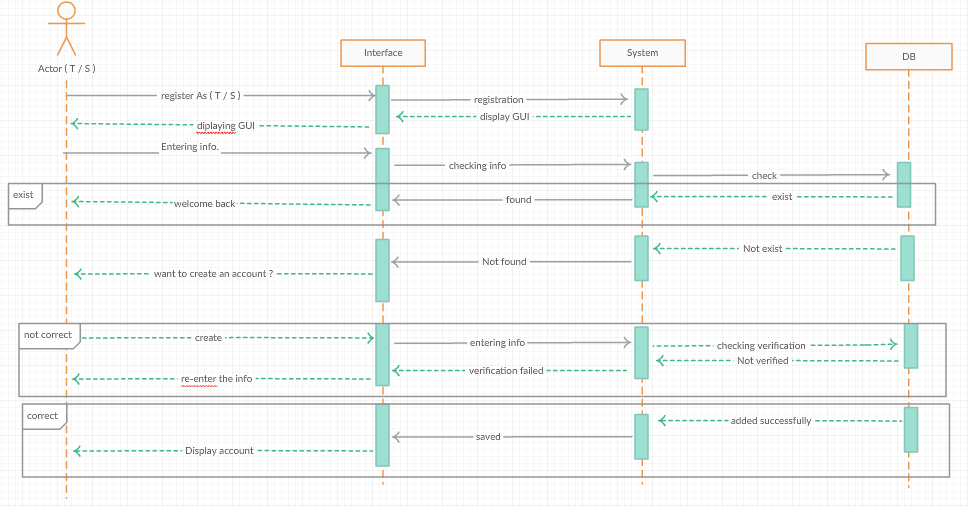 Interface
System
DB
Actor ( T / S )
register As ( T / S )
registration
diplaying GUI
display GUI
Entering info.
checking info
check
exist
welcome back
found
exist
Not exist
Not found
want to create an account ?
not correct
create
entering info
checking verification
Not verified
verification failed
re-enter the info
correct
added successfully
saved
Display account